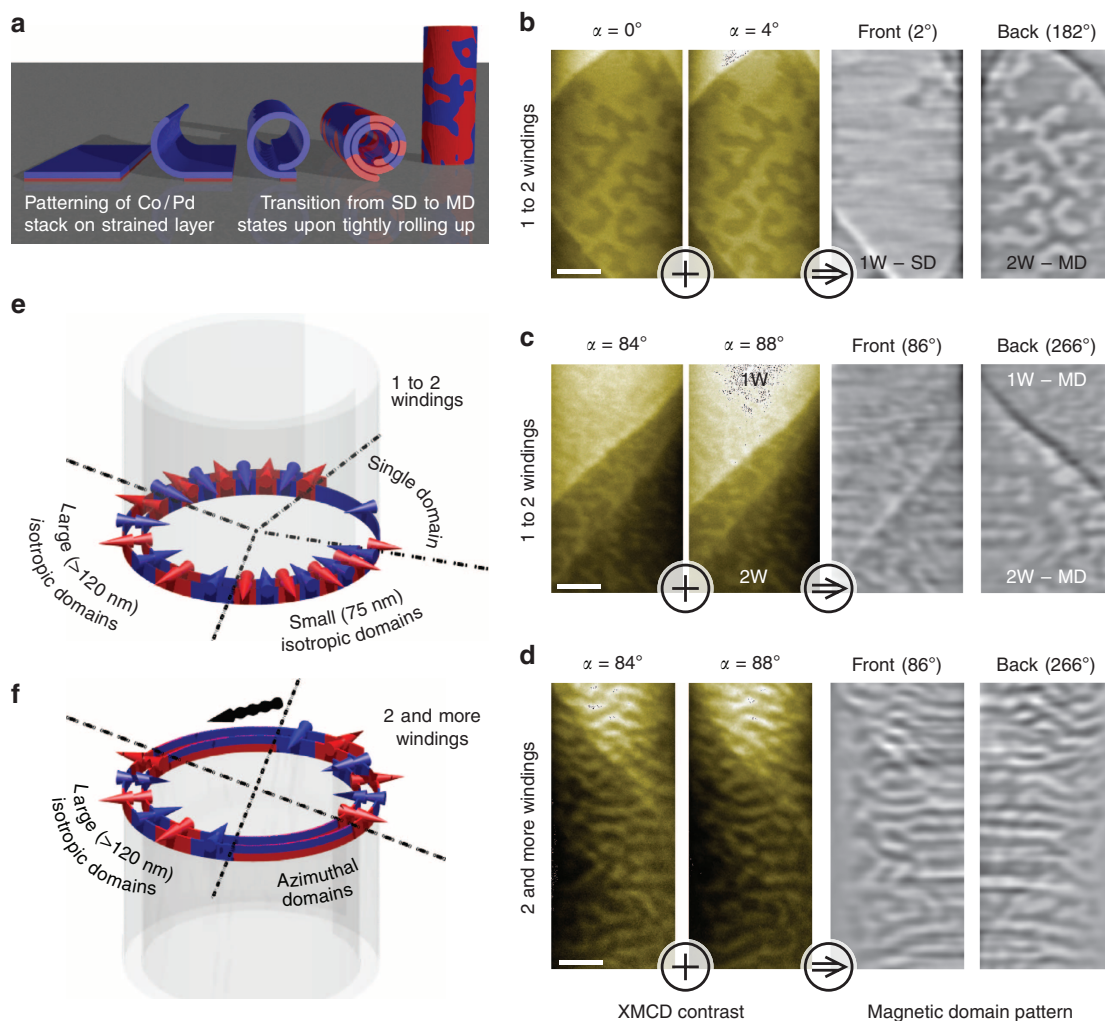 a
Patterning of Co/Pd
stack on strained layer
Transition from SD to MD
states upon tightly rolling up
b
α = 0°
α = 4°
Front (2°)
Back (182°)
1 to 2 windings
1W – SD
2W – MD
e
1 to 2
windings
Single domain
Large (>120 nm)
isotropic domains
Small (75 nm)
isotropic domains
c
α = 84°
α = 88°
Front (86°)
Back (266°)
1 to 2 windings
1W
2W
1W – MD
2W – MD
f
2 and more
windings
Large (>120 nm)
isotropic domains
Azimuthal
domains
d
α = 84°
α = 88°
Front (86°)
Back (266°)
2 and more windings
XMCD contrast
Magnetic domain pattern